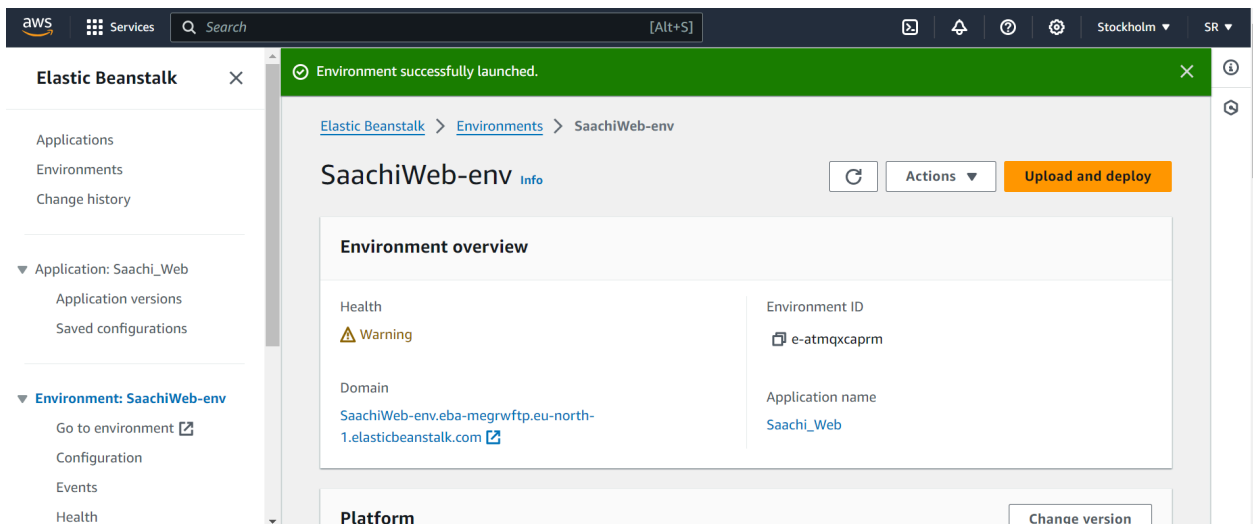 aws
Services
Search
[Alt+S]
Stockholm
SR
Elastic Beanstalk
Applications
Environments
Change history
Application: Saachi_Web
Application versions
Saved configurations
Environment: SaachiWeb-env
Go to environment
Configuration
Events
Health
Environment successfully launched.
Elastic Beanstalk > Environments > SaachiWeb-env
SaachiWeb-env Info
Actions
Upload and deploy
Environment overview
Health
Warning
Domain
SaachiWeb-env.eba-megrwftp.eu-north-
1.elasticbeanstalk.com
Environment ID
e-atmqxcaprm
Application name
Saachi_Web
Platform
Change version